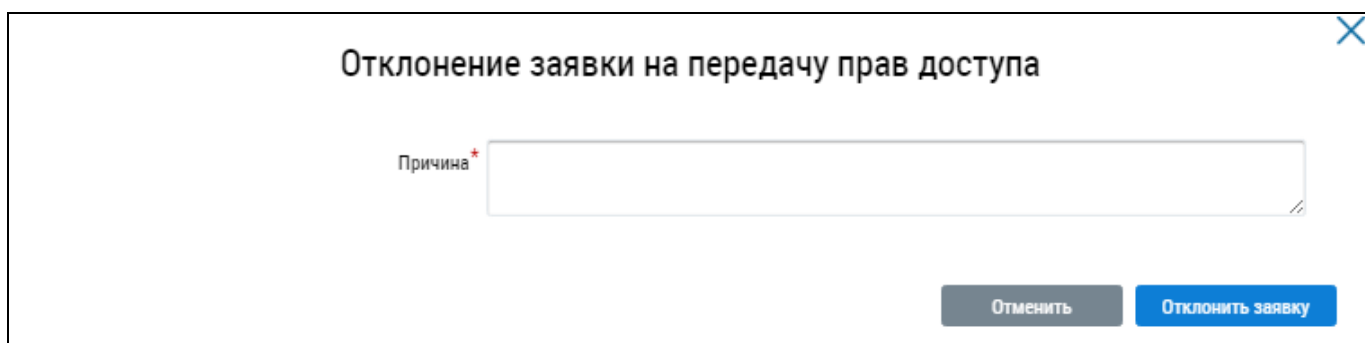 Отклонение заявки на передачу прав доступа
Причина*
Отменить
Отклонить заявку